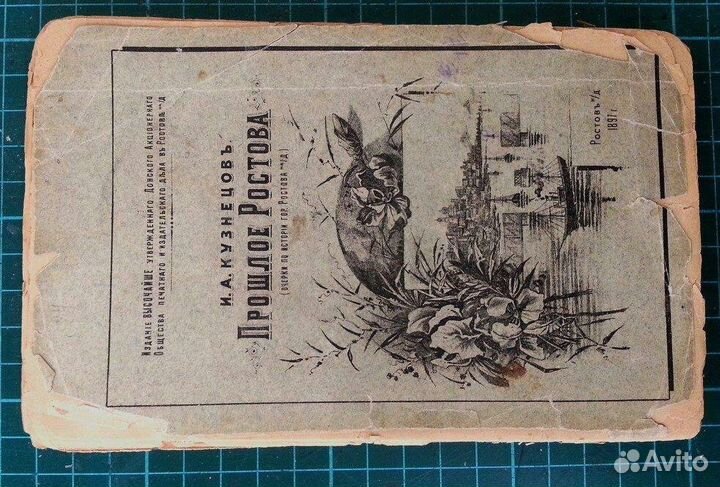 Изданіе ВЫСОЧАЙШЕ утвержденнаго Донского Акціонернаго
Общества печатнаго и издательскаго дѣла въ Ростовѣ н/Д
И. А. КУЗНЕЦОВЪ.
ПРОШЛОЕ РОСТОВА
(ОЧЕРКИ ПО ИСТОРІИ ГОР. РОСТОВА н/Д)
Ростовъ н/Д
1897 г.
Avito